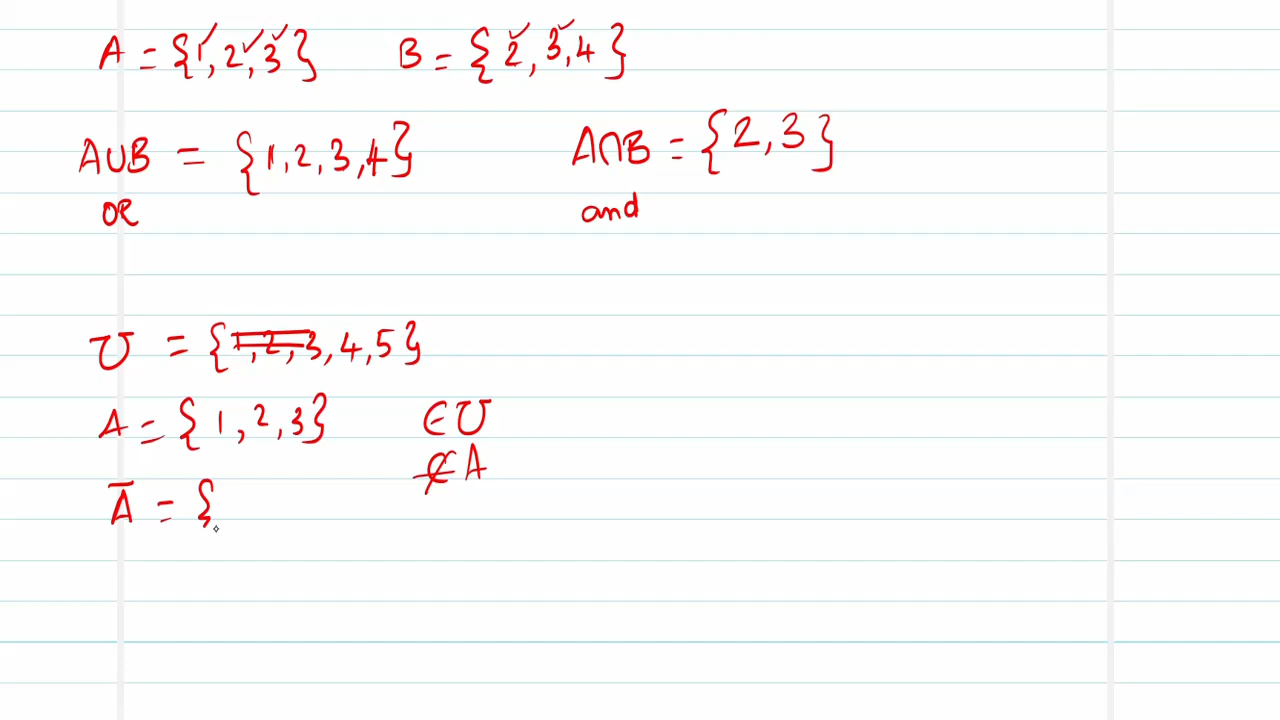 A = {1, 2, 3} B = {2, 3, 4}
A∪B = {1, 2, 3, 4} A∩B = {2, 3}
OR and
U = {1, 2, 3, 4, 5}
A = {1, 2, 3} ∈ U
∉ A
A̅ = {